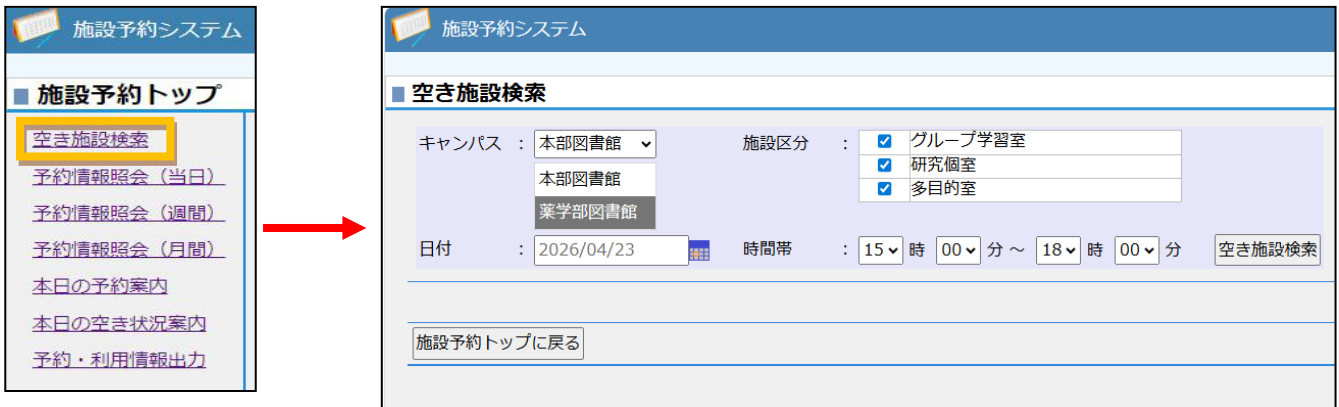 施設予約システム
施設予約トップ
空き施設検索
予約情報照会（当日）
予約情報照会（週間）
予約情報照会（月間）
本日の予約案内
本日の空き状況案内
予約・利用情報出力
施設予約システム
空き施設検索
キャンパス : 本部図書館 施設区分 : グループ学習室
研究個室
多目的室
本部図書館
薬学部図書館
日付 : 2026/04/23 時間帯 : 15 時 00 分 ～ 18 時 00 分 空き施設検索
施設予約トップに戻る